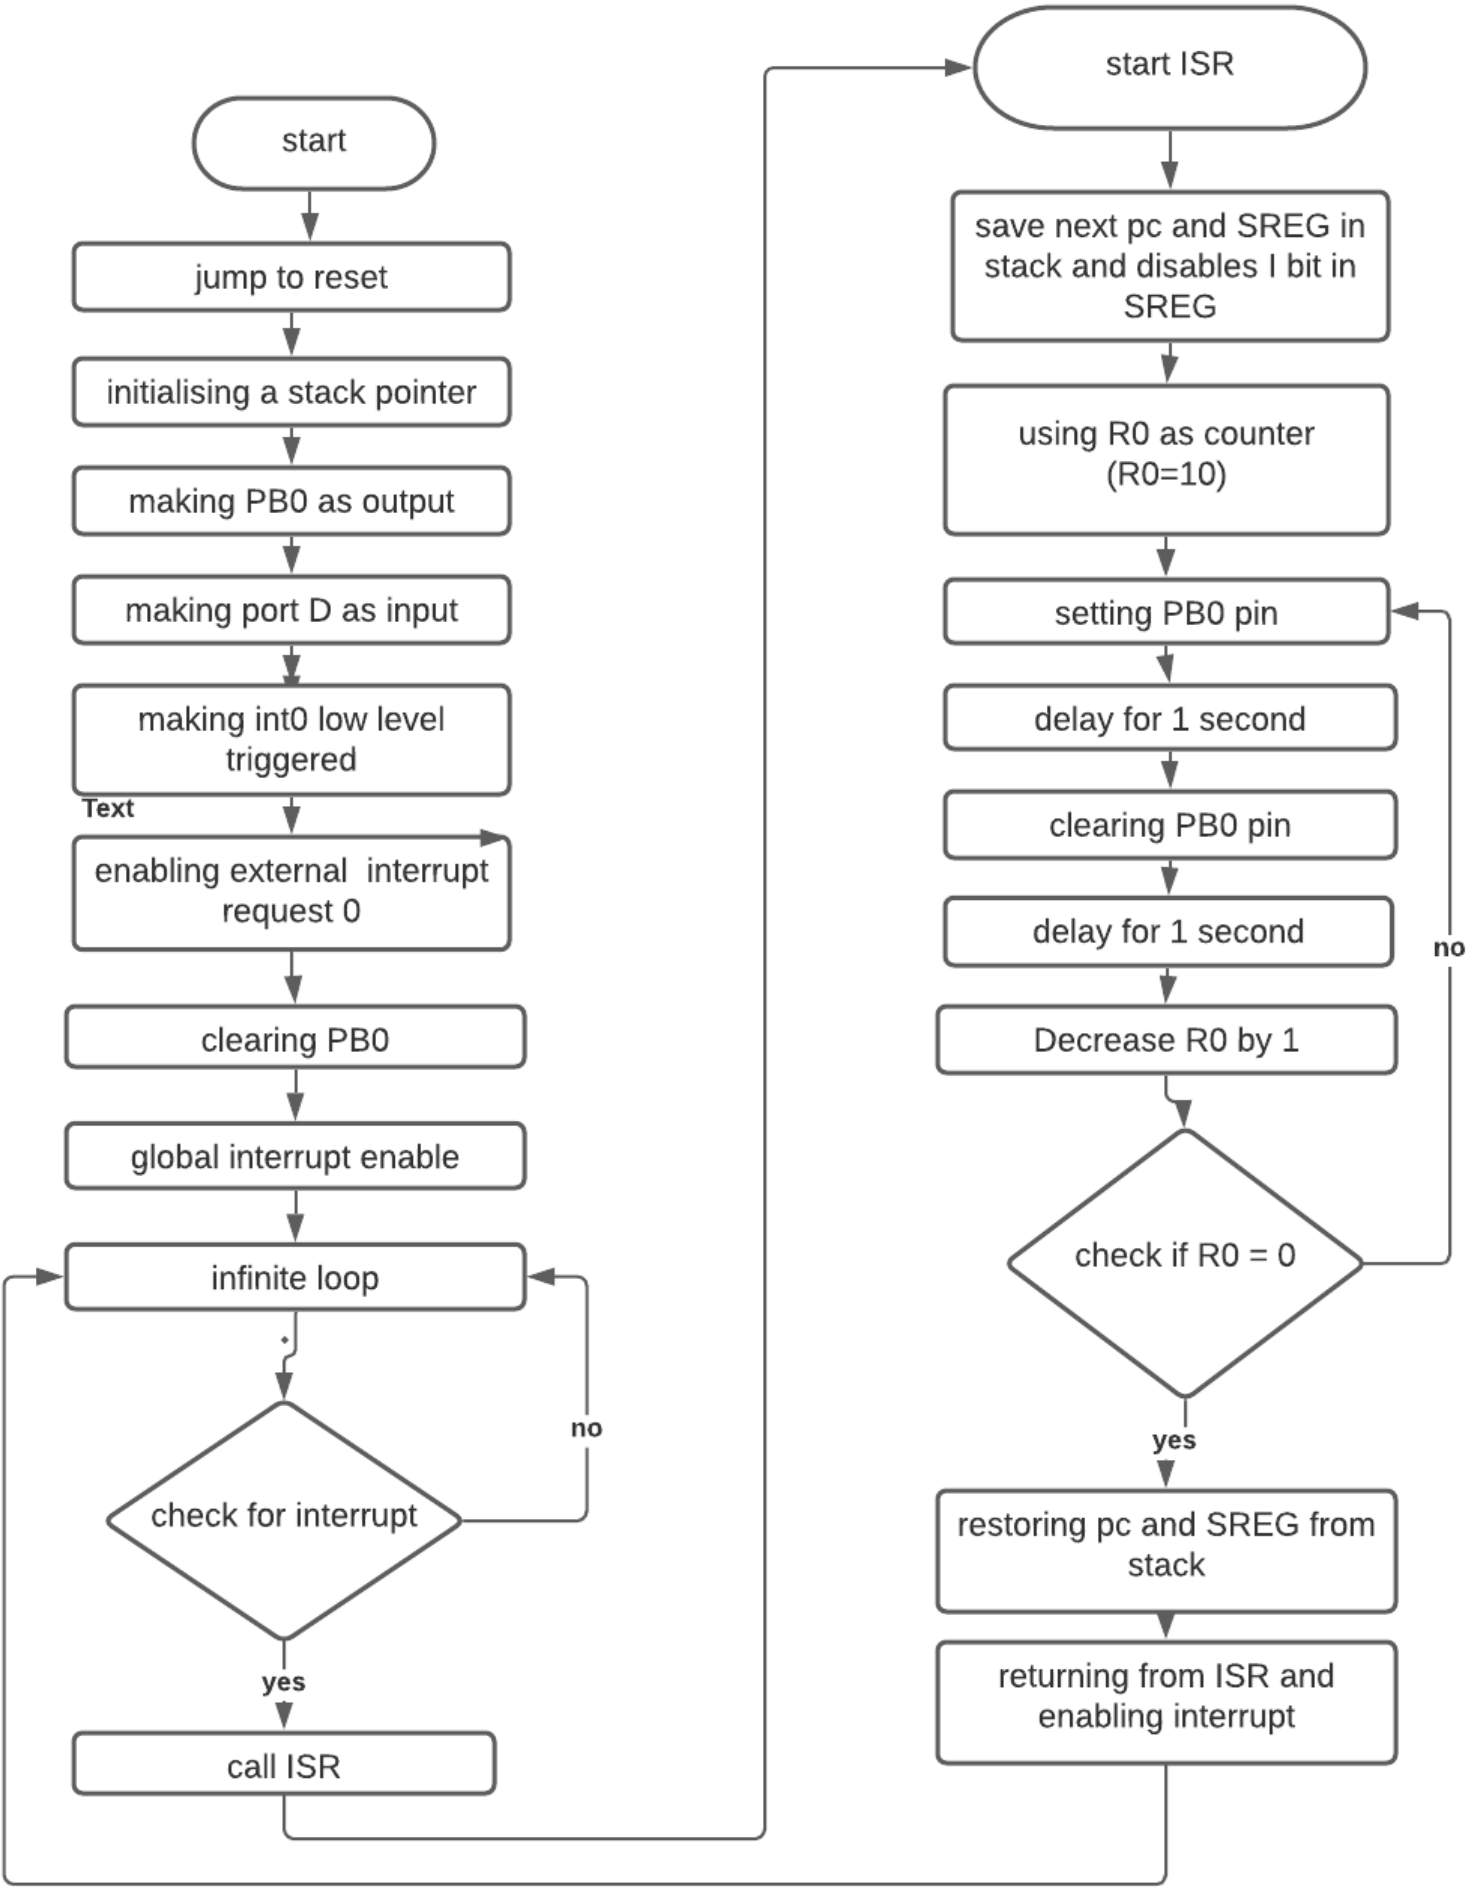 start
jump to reset
initialising a stack pointer
making PB0 as output
making port D as input
making int0 low level
triggered
Text
enabling external  interrupt
request 0
clearing PB0
global interrupt enable
infinite loop
check for interrupt
no
yes
call ISR
start ISR
save next pc and SREG in
stack and disables I bit in
SREG
using R0 as counter
(R0=10)
setting PB0 pin
delay for 1 second
clearing PB0 pin
delay for 1 second
Decrease R0 by 1
check if R0 = 0
no
yes
restoring pc and SREG from
stack
returning from ISR and
enabling interrupt